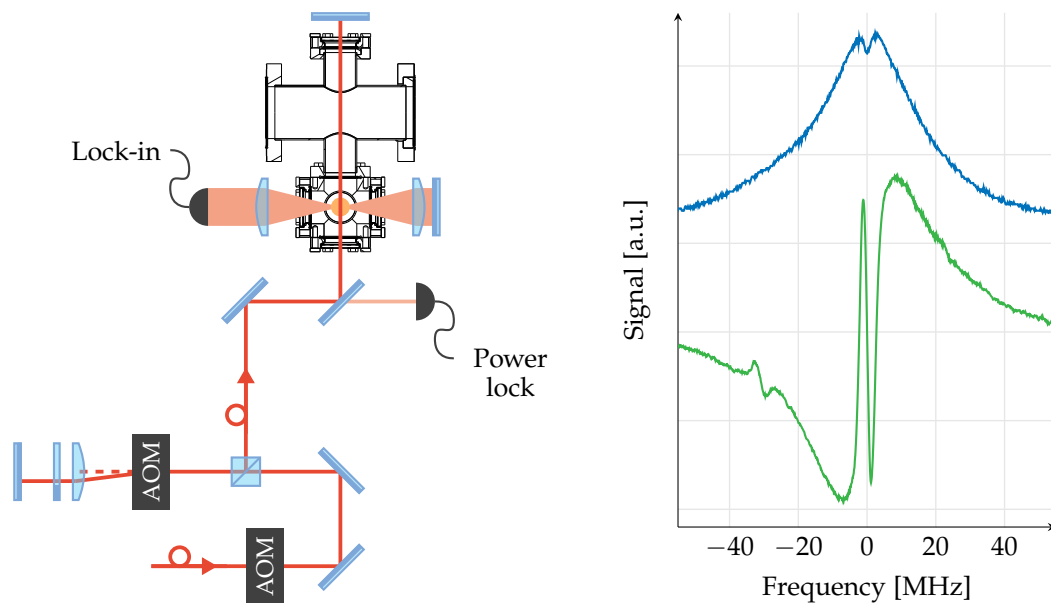 Lock-in
Power
lock
AOM
AOM
Signal [a.u.]
−40 −20 0 20 40
Frequency [MHz]